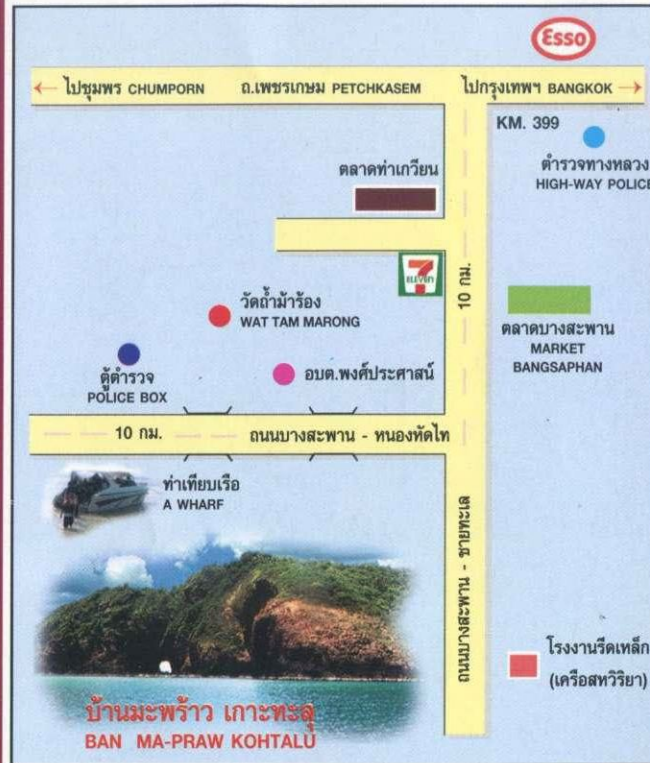 Esso
ไปชุมพร CHUMPORN
ถ.เพชรเกษม PETCHKASEM
ไปกรุงเทพฯ BANGKOK
KM. 399
ตำรวจทางหลวง
HIGH-WAY POLICE
ตลาดท่าเกวียน
7
ELEVEN
10 กม.
ตลาดบางสะพาน
MARKET
BANGSAPHAN
วัดถ้ำม้าร้อง
WAT TAM MARONG
ตู้ตำรวจ
POLICE BOX
อบต.พงศ์ประศาสน์
10 กม.
ถนนบางสะพาน - หนองหัดไท
ท่าเทียบเรือ
A WHARF
ถนนบางสะพาน - ชายทะเล
โรงงานรีดเหล็ก
(เครือสหวิริยา)
บ้านมะพร้าว เกาะทะลุ
BAN MA-PRAW KOHTALU